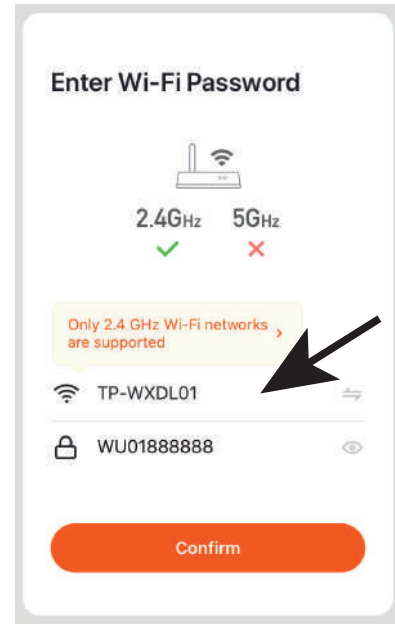 Enter Wi-Fi Password
2.4GHz 5GHz
Only 2.4 GHz Wi-Fi networks
are supported
TP-WXDL01
WU01888888
Confirm